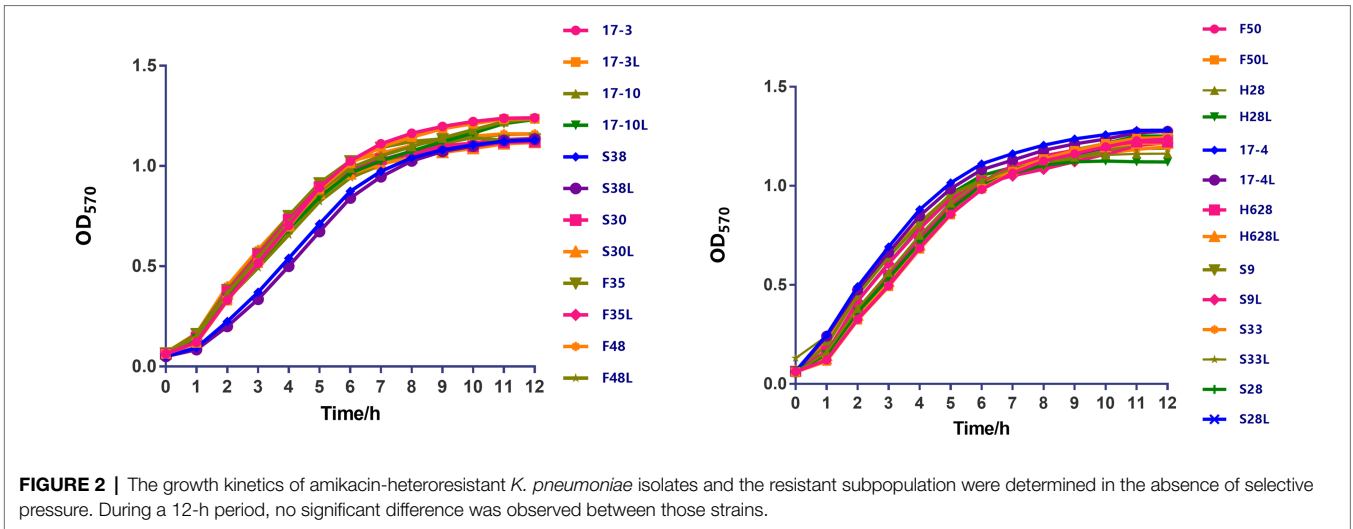 1.5
1.0
0.5
0.0
OD570
0 1 2 3 4 5 6 7 8 9 10 11 12
Time/h
17-3
17-3L
17-10
17-10L
S38
S38L
S30
S30L
F35
F35L
F48
F48L
1.5
1.0
0.5
0.0
OD570
0 1 2 3 4 5 6 7 8 9 10 11 12
Time/h
F50
F50L
H28
H28L
17-4
17-4L
H628
H628L
S9
S9L
S33
S33L
S28
S28L
FIGURE 2 | The growth kinetics of amikacin-heteroresistant K. pneumoniae isolates and the resistant subpopulation were determined in the absence of selective
pressure. During a 12-h period, no significant difference was observed between those strains.